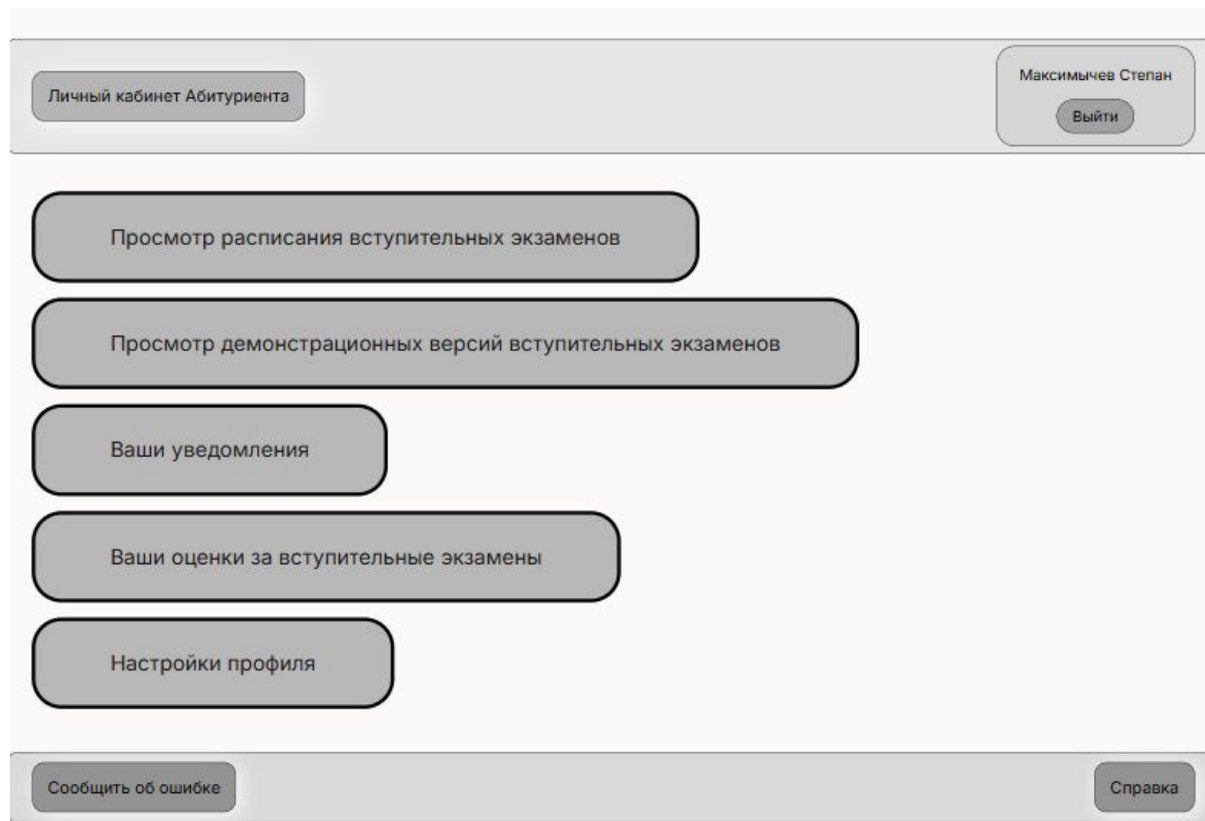 Личный кабинет Абитуриента
Максимычев Степан
Выйти
Просмотр расписания вступительных экзаменов
Просмотр демонстрационных версий вступительных экзаменов
Ваши уведомления
Ваши оценки за вступительные экзамены
Настройки профиля
Сообщить об ошибке
Справка